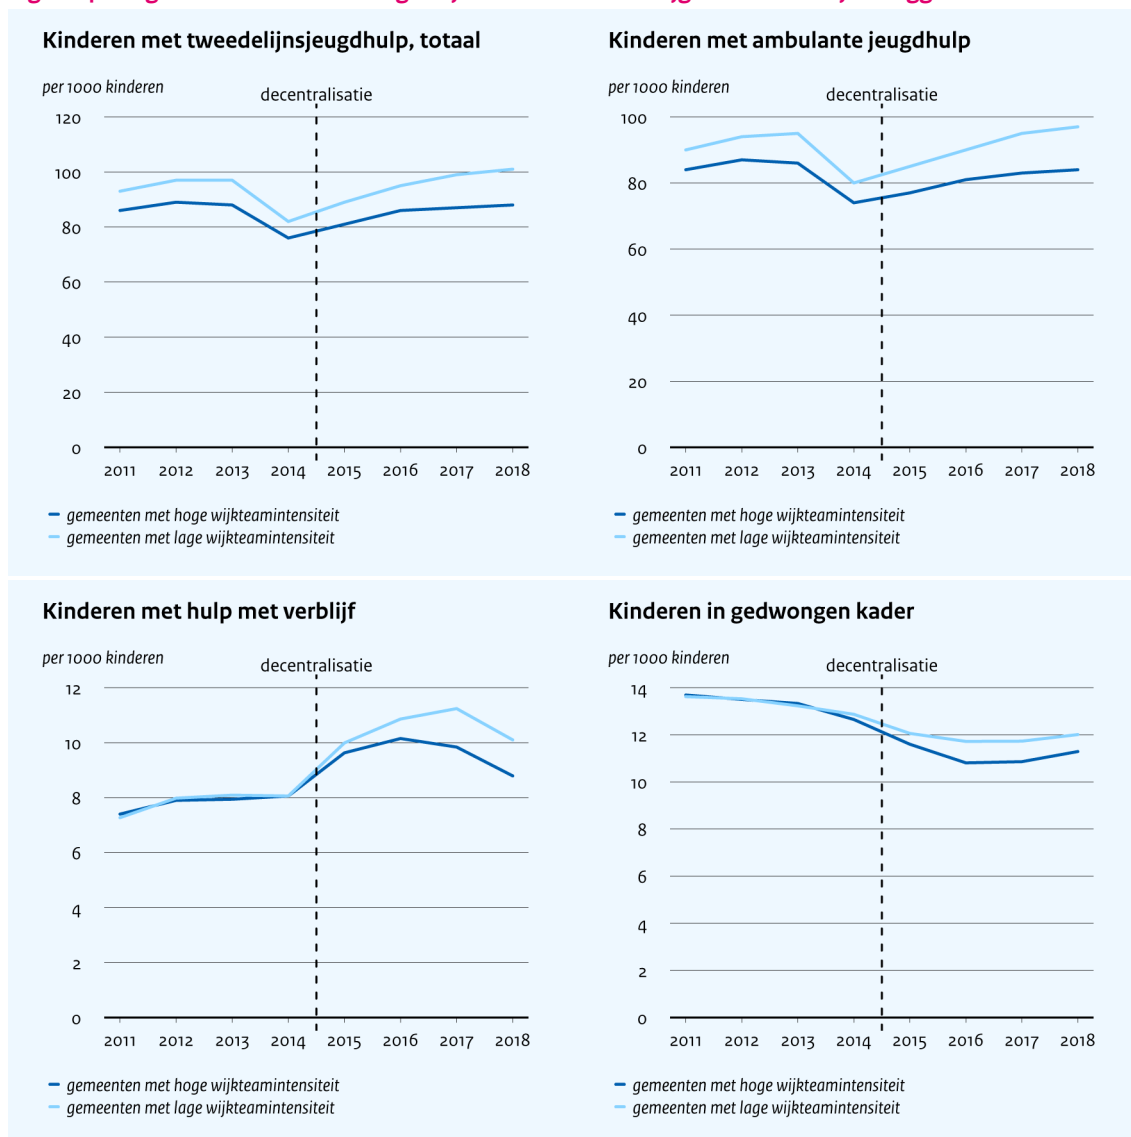 Kinderen met tweedelijnsjeugdhulp, totaal
per 1000 kinderen
decentralisatie
120
100
80
60
40
20
0
2011 2012 2013 2014 2015 2016 2017 2018
gemeenten met hoge wijkteamintensiteit
gemeenten met lage wijkteamintensiteit
Kinderen met ambulante jeugdhulp
per 1000 kinderen
decentralisatie
100
80
60
40
20
0
2011 2012 2013 2014 2015 2016 2017 2018
gemeenten met hoge wijkteamintensiteit
gemeenten met lage wijkteamintensiteit
Kinderen met hulp met verblijf
per 1000 kinderen
decentralisatie
12
10
8
6
4
2
0
2011 2012 2013 2014 2015 2016 2017 2018
gemeenten met hoge wijkteamintensiteit
gemeenten met lage wijkteamintensiteit
Kinderen in gedwongen kader
per 1000 kinderen
decentralisatie
14
12
10
8
6
4
2
0
2011 2012 2013 2014 2015 2016 2017 2018
gemeenten met hoge wijkteamintensiteit
gemeenten met lage wijkteamintensiteit